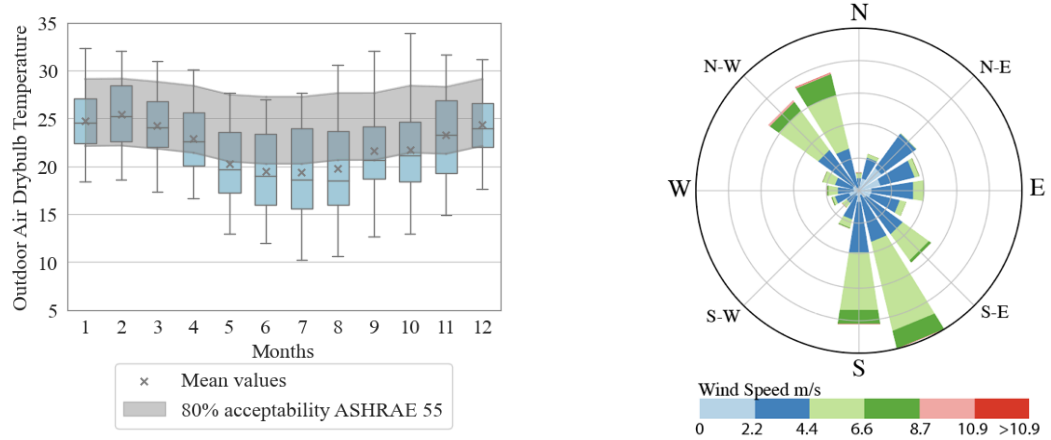 35
30
25
20
15
10
5
Outdoor Air Drybulb Temperature
1 2 3 4 5 6 7 8 9 10 11 12
Months
Mean values
80% acceptability ASHRAE 55
N
N-W
N-E
W
E
S-W
S-E
S
Wind Speed m/s
0 2.2 4.4 6.6 8.7 10.9 >10.9